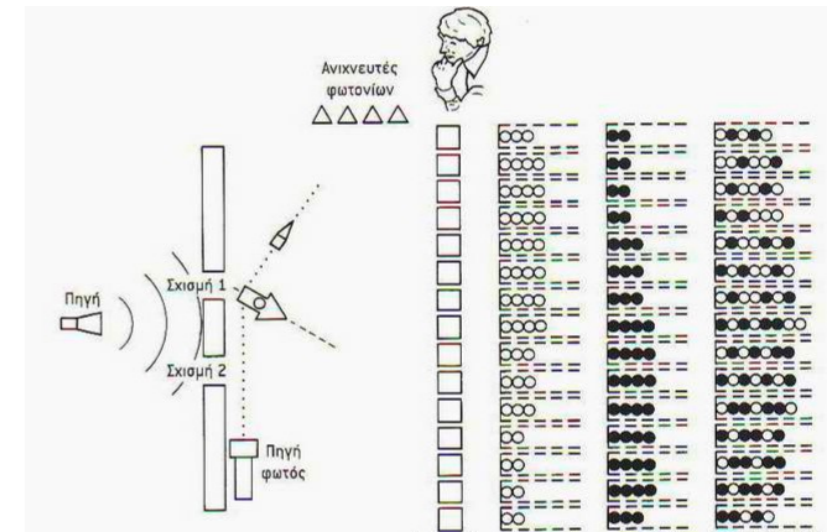 Ανιχνευτές
φωτονίων
Σχισμή 1
Πηγή
Σχισμή 2
Πηγή
φωτός